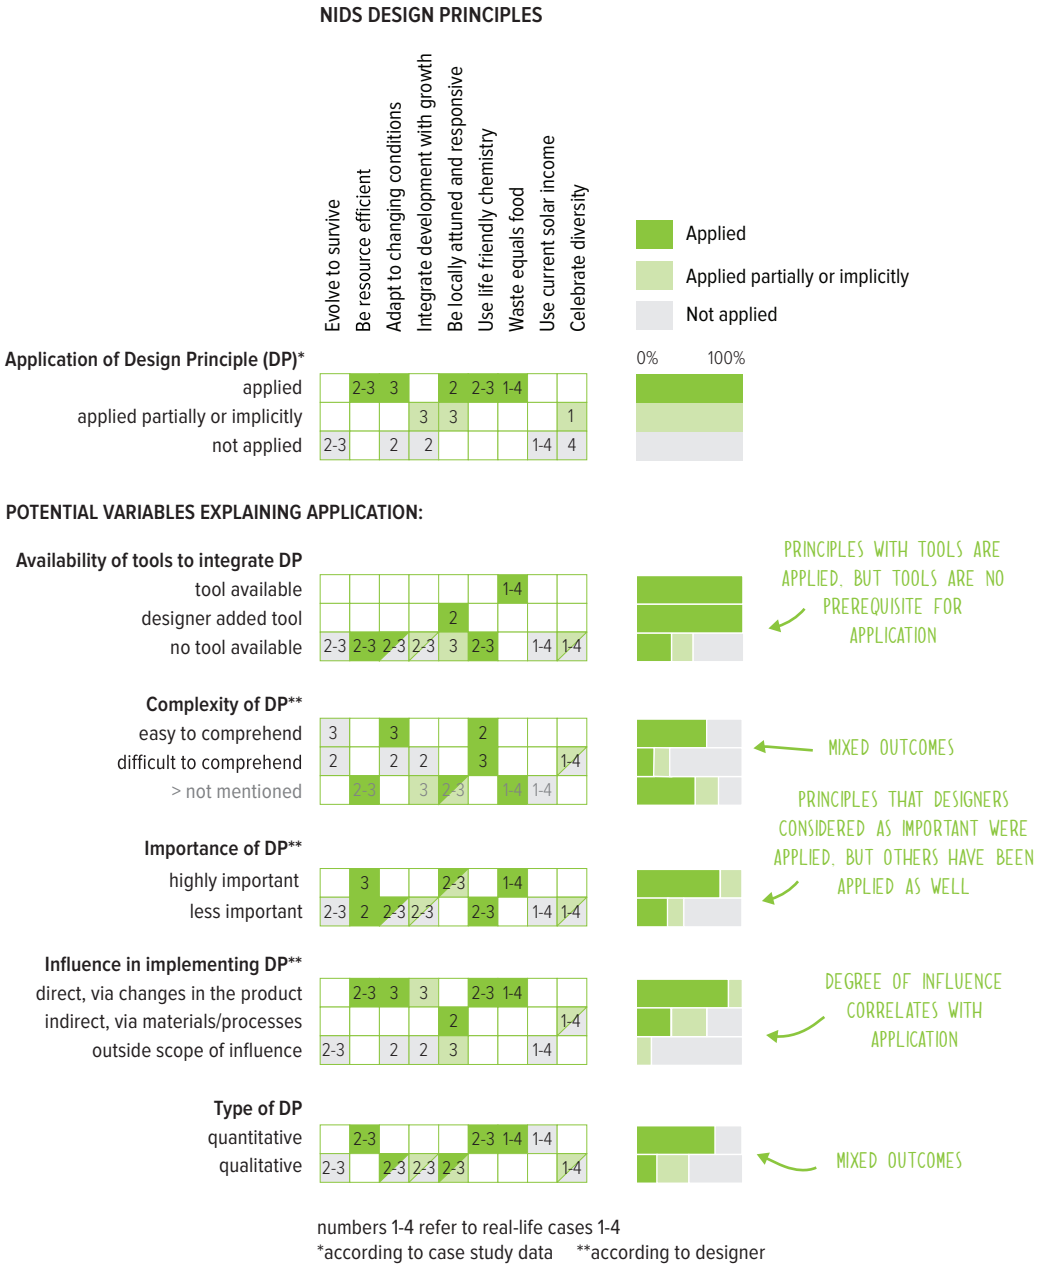 NIDS DESIGN PRINCIPLES
Evolve to survive
Be resource efficient
Adapt to changing conditions
Integrate development with growth
Be locally attuned and responsive
Use life friendly chemistry
Waste equals food
Use current solar income
Celebrate diversity
Applied
Applied partially or implicitly
Not applied
Application of Design Principle (DP)*
0% 100%
applied 2-3 3 2 2-3 1-4
applied partially or implicitly 3 3 1
not applied 2-3 2 2 1-4 4
POTENTIAL VARIABLES EXPLAINING APPLICATION:
Availability of tools to integrate DP
tool available 1-4
designer added tool 2
no tool available 2-3 2-3 2-3 2-3 3 2-3 1-4 1-4
PRINCIPLES WITH TOOLS ARE
APPLIED. BUT TOOLS ARE NO
PREREQUISITE FOR
APPLICATION
Complexity of DP**
easy to comprehend 3 3 2
difficult to comprehend 2 2 2 3 1-4
> not mentioned 2-3 3 2-3 1-4 1-4
MIXED OUTCOMES
Importance of DP**
highly important 3 2-3 1-4
less important 2-3 2 2-3 2-3 2-3 1-4 1-4
PRINCIPLES THAT DESIGNERS
CONSIDERED AS IMPORTANT WERE
APPLIED. BUT OTHERS HAVE BEEN
APPLIED AS WELL
Influence in implementing DP**
direct, via changes in the product 2-3 3 3 2-3 1-4
indirect, via materials/processes 2 1-4
outside scope of influence 2-3 2 2 3 1-4
DEGREE OF INFLUENCE
CORRELATES WITH
APPLICATION
Type of DP
quantitative 2-3 2-3 1-4 1-4
qualitative 2-3 2-3 2-3 2-3 1-4
MIXED OUTCOMES
numbers 1-4 refer to real-life cases 1-4
*according to case study data **according to designer